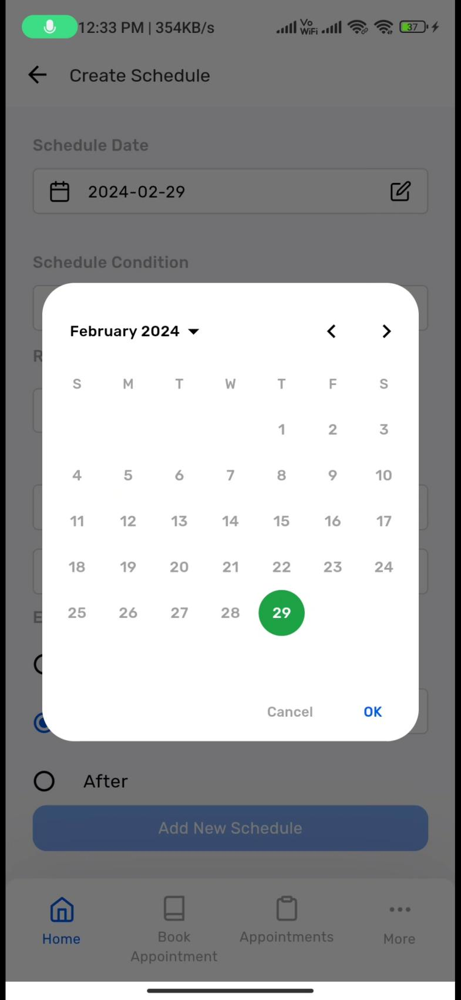 12:33 PM | 354KB/s Vo WiFi 37
Create Schedule
Schedule Date
2024-02-29
Schedule Condition
February 2024
R
S M T W T F S
1 2 3
4 5 6 7 8 9 10
11 12 13 14 15 16 17
18 19 20 21 22 23 24
25 26 27 28 29
E
Cancel OK
After
Add New Schedule
Home Book Appointments More
Appointment